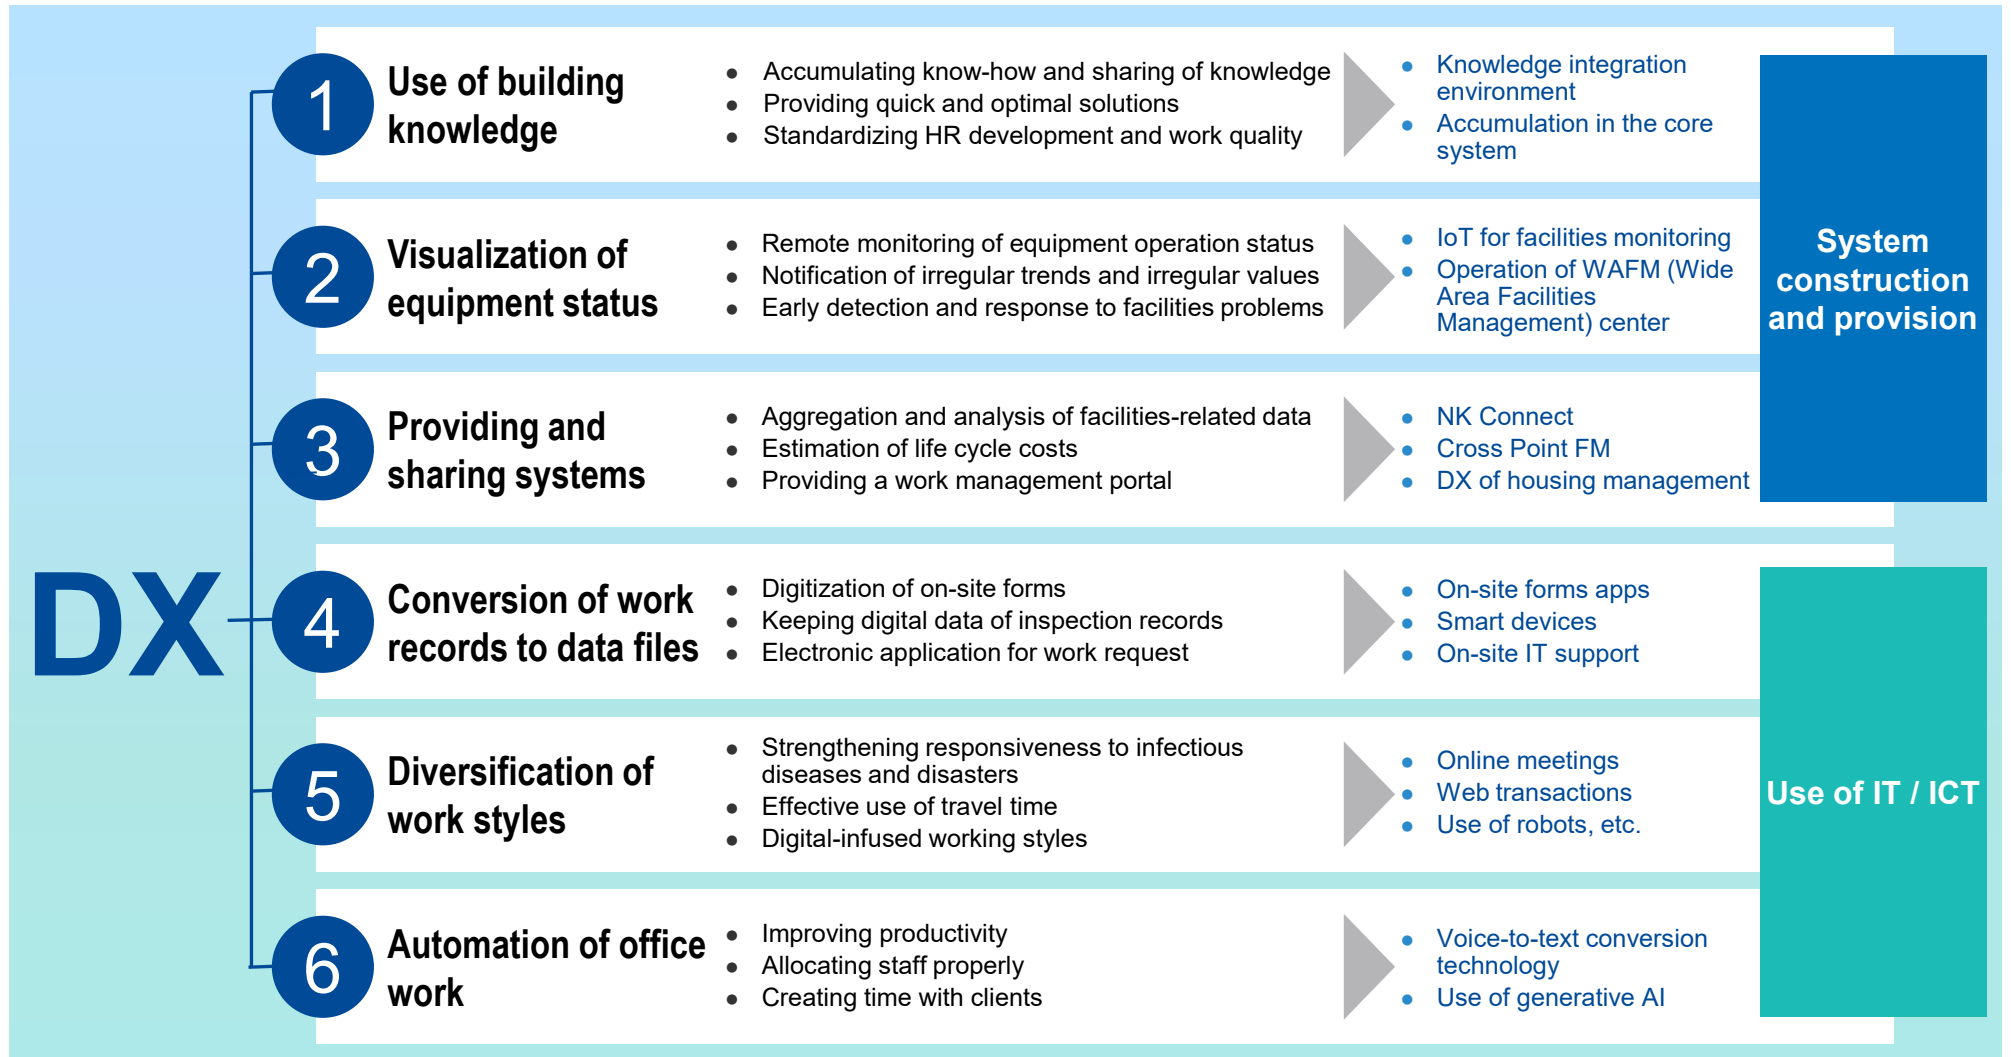 DX
1
Use of building
knowledge
● Accumulating know-how and sharing of knowledge
● Providing quick and optimal solutions
● Standardizing HR development and work quality
● Knowledge integration
environment
● Accumulation in the core
system
2
Visualization of
equipment status
● Remote monitoring of equipment operation status
● Notification of irregular trends and irregular values
● Early detection and response to facilities problems
● IoT for facilities monitoring
● Operation of WAFM (Wide
Area Facilities
Management) center
3
Providing and
sharing systems
● Aggregation and analysis of facilities-related data
● Estimation of life cycle costs
● Providing a work management portal
● NK Connect
● Cross Point FM
● DX of housing management
System
construction
and provision
4
Conversion of work
records to data files
● Digitization of on-site forms
● Keeping digital data of inspection records
● Electronic application for work request
● On-site forms apps
● Smart devices
● On-site IT support
5
Diversification of
work styles
● Strengthening responsiveness to infectious
diseases and disasters
● Effective use of travel time
● Digital-infused working styles
● Online meetings
● Web transactions
● Use of robots, etc.
6
Automation of office
work
● Improving productivity
● Allocating staff properly
● Creating time with clients
● Voice-to-text conversion
technology
● Use of generative AI
Use of IT / ICT